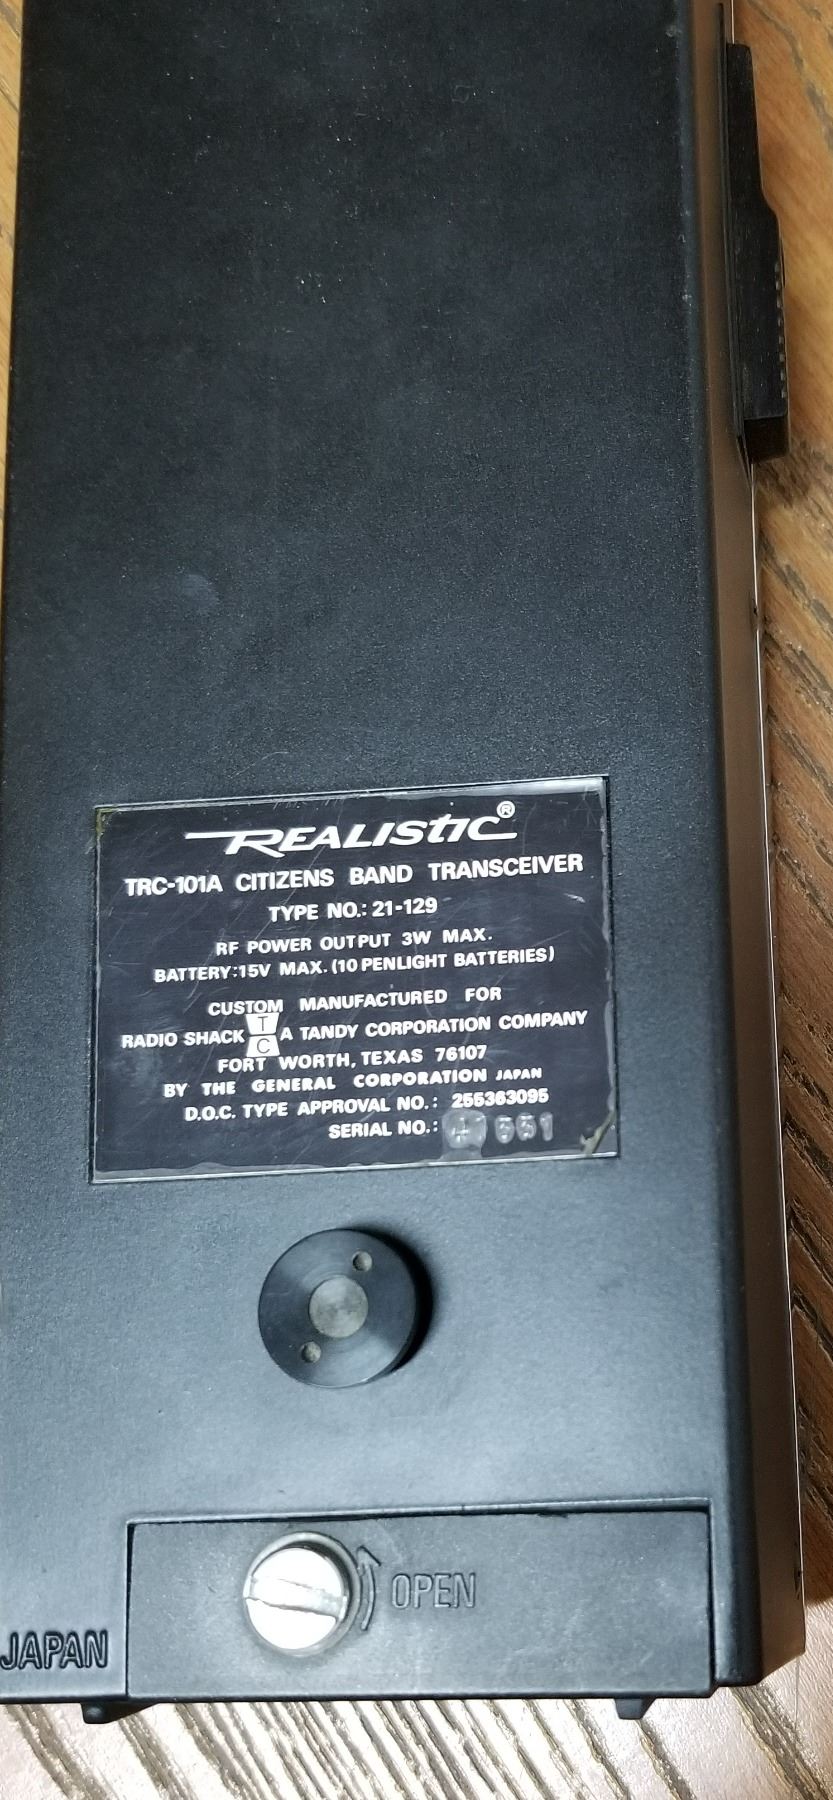 REALISTIC®
TRC-101A CITIZENS BAND TRANSCEIVER
TYPE NO.: 21-129
RF POWER OUTPUT 3W MAX.
BATTERY:15V MAX. (10 PENLIGHT BATTERIES)
CUSTOM MANUFACTURED FOR
RADIO SHACK TC A TANDY CORPORATION COMPANY
FORT WORTH, TEXAS 76107
BY THE GENERAL CORPORATION JAPAN
D.O.C. TYPE APPROVAL NO.: 255363095
SERIAL NO.:
OPEN
JAPAN